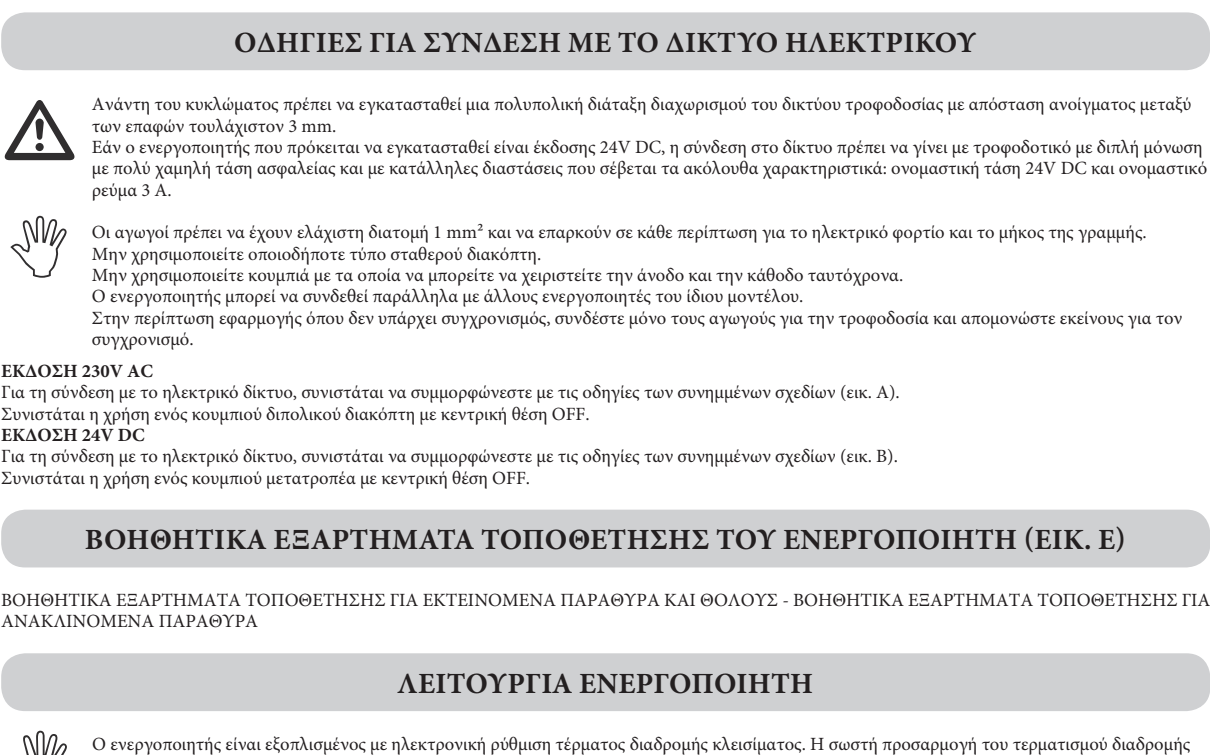 ΟΔΗΓΙΕΣ ΓΙΑ ΣΥΝΔΕΣΗ ΜΕ ΤΟ ΔΙΚΤΥΟ ΗΛΕΚΤΡΙΚΟΥ
Ανάντη του κυκλώματος πρέπει να εγκατασταθεί μια πολυπολική διάταξη διαχωρισμού του δικτύου τροφοδοσίας με απόσταση ανοίγματος μεταξύ
των επαφών τουλάχιστον 3 mm.
Εάν ο ενεργοποιητής που πρόκειται να εγκατασταθεί είναι έκδοσης 24V DC, η σύνδεση στο δίκτυο πρέπει να γίνει με τροφοδοτικό με διπλή μόνωση
με πολύ χαμηλή τάση ασφαλείας και με κατάλληλες διαστάσεις που σέβεται τα ακόλουθα χαρακτηριστικά: ονομαστική τάση 24V DC και ονομαστικό
ρεύμα 3 A.
Οι αγωγοί πρέπει να έχουν ελάχιστη διατομή 1 mm² και να επαρκούν σε κάθε περίπτωση για το ηλεκτρικό φορτίο και το μήκος της γραμμής.
Μην χρησιμοποιείτε οποιοδήποτε τύπο σταθερού διακόπτη.
Μην χρησιμοποιείτε κουμπιά με τα οποία να μπορείτε να χειριστείτε την άνοδο και την κάθοδο ταυτόχρονα.
Ο ενεργοποιητής μπορεί να συνδεθεί παράλληλα με άλλους ενεργοποιητές του ίδιου μοντέλου.
Στην περίπτωση εφαρμογής όπου δεν υπάρχει συγχρονισμός, συνδέστε μόνο τους αγωγούς για την τροφοδοσία και απομονώστε εκείνους για τον
συγχρονισμό.
ΕΚΔΟΣΗ 230V AC
Για τη σύνδεση με το ηλεκτρικό δίκτυο, συνιστάται να συμμορφώνεστε με τις οδηγίες των συνημμένων σχεδίων (εικ. A).
Συνιστάται η χρήση ενός κουμπιού διπολικού διακόπτη με κεντρική θέση OFF.
ΕΚΔΟΣΗ 24V DC
Για τη σύνδεση με το ηλεκτρικό δίκτυο, συνιστάται να συμμορφώνεστε με τις οδηγίες των συνημμένων σχεδίων (εικ. B).
Συνιστάται η χρήση ενός κουμπιού μετατροπέα με κεντρική θέση OFF.
ΒΟΗΘΗΤΙΚΑ ΕΞΑΡΤΗΜΑΤΑ ΤΟΠΟΘΕΤΗΣΗΣ ΤΟΥ ΕΝΕΡΓΟΠΟΙΗΤΗ (ΕΙΚ. E)
ΒΟΗΘΗΤΙΚΑ ΕΞΑΡΤΗΜΑΤΑ ΤΟΠΟΘΕΤΗΣΗΣ ΓΙΑ ΕΚΤΕΙΝΟΜΕΝΑ ΠΑΡΑΘΥΡΑ ΚΑΙ ΘΟΛΟΥΣ - ΒΟΗΘΗΤΙΚΑ ΕΞΑΡΤΗΜΑΤΑ ΤΟΠΟΘΕΤΗΣΗΣ ΓΙΑ
ΑΝΑΚΛΙΝΟΜΕΝΑ ΠΑΡΑΘΥΡΑ
ΛΕΙΤΟΥΡΓΙΑ ΕΝΕΡΓΟΠΟΙΗΤΗ
Ο ενεργοποιητής είναι εξοπλισμένος με ηλεκτρονική ρύθμιση τέρματος διαδρομής κλεισίματος. Η σωστή προσαρμογή του τερματισμού διαδρομής